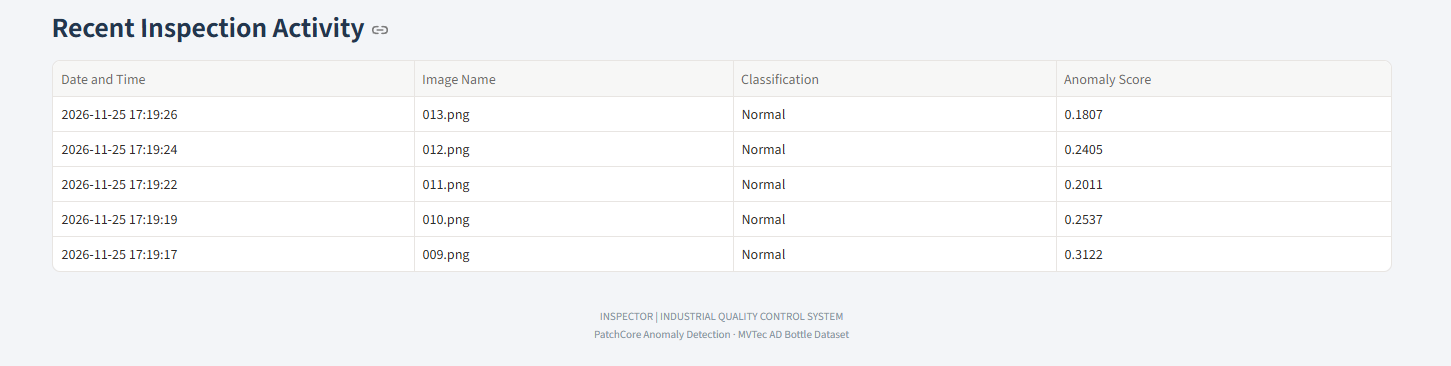 Recent Inspection Activity
Date and Time Image Name Classification Anomaly Score
2026-11-25 17:19:26 013.png Normal 0.1807
2026-11-25 17:19:24 012.png Normal 0.2405
2026-11-25 17:19:22 011.png Normal 0.2011
2026-11-25 17:19:19 010.png Normal 0.2537
2026-11-25 17:19:17 009.png Normal 0.3122
INSPECTOR | INDUSTRIAL QUALITY CONTROL SYSTEM
PatchCore Anomaly Detection · MVTec AD Bottle Dataset